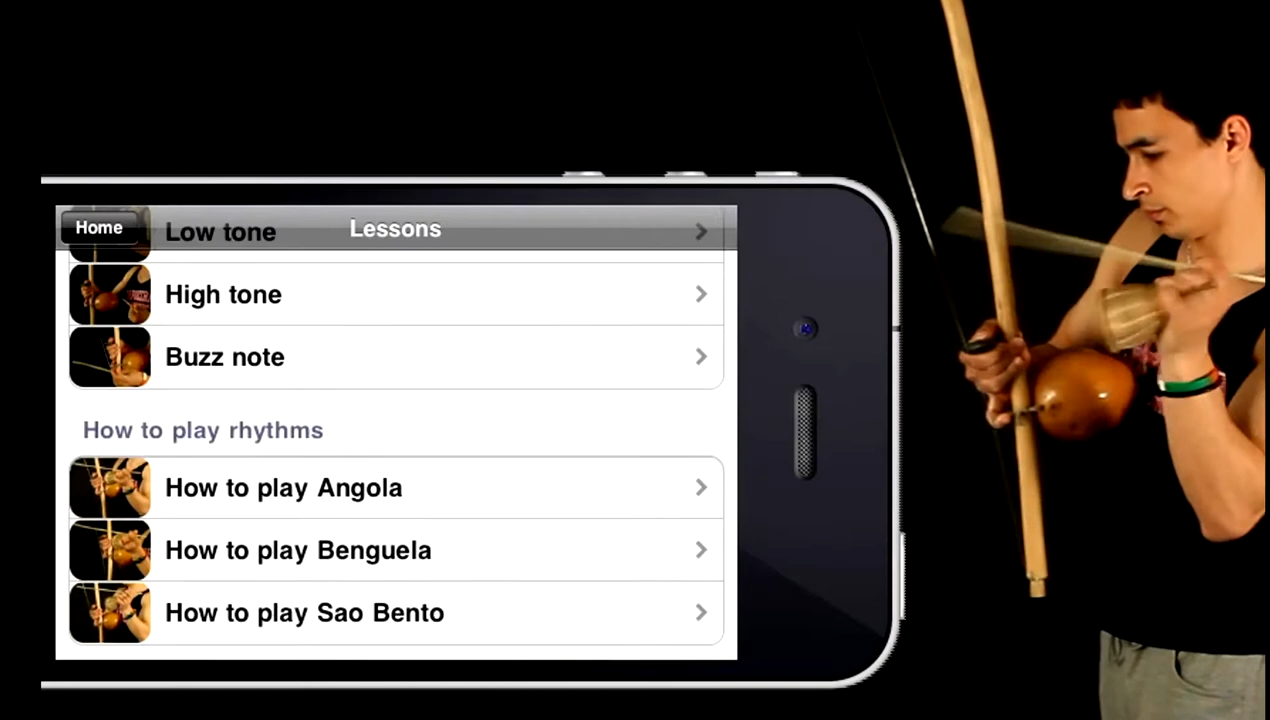 Home
Lessons
Low tone
High tone
Buzz note
How to play rhythms
How to play Angola
How to play Benguela
How to play Sao Bento